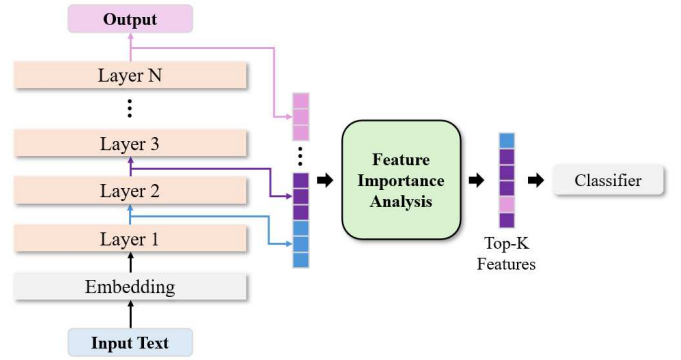 Output
Layer N
Layer 3
Layer 2
Layer 1
Embedding
Input Text
Feature
Importance
Analysis
Top-K
Features
Classifier